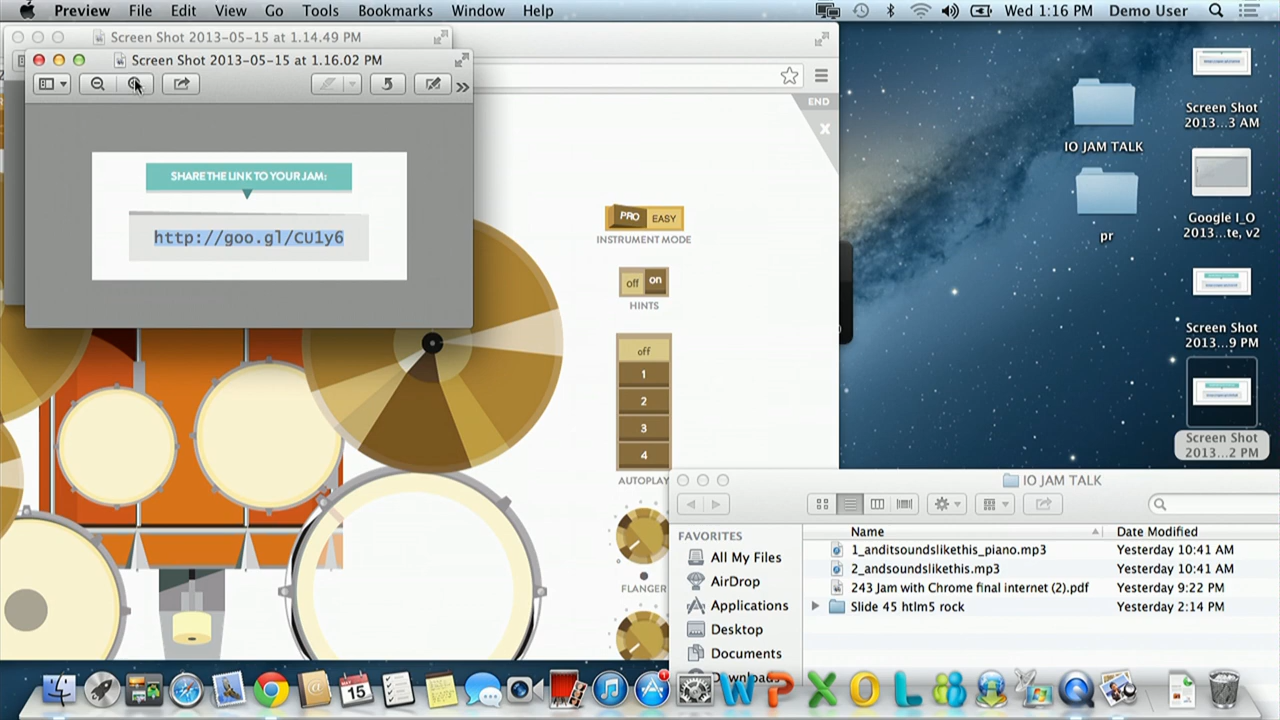 Preview File Edit View Go Tools Bookmarks Window Help Wed 1:16 PM Demo User
Screen Shot 2013-05-15 at 1.14.49 PM
Screen Shot 2013-05-15 at 1.16.02 PM
SHARE THE LINK TO YOUR JAM:
http://goo.gl/CU1y6
END
X
PRO EASY
INSTRUMENT MODE
off on
HINTS
off
1
2
3
4
AUTOPLAY
FLANGER
IO JAM TALK
pr
Screen Shot
2013...3 AM
Google I_O
2013...te, v2
Screen Shot
2013...9 PM
Screen Shot
2013...2 PM
IO JAM TALK
FAVORITES
All My Files
AirDrop
Applications
Desktop
Documents
Downloads
Name Date Modified
1_anditsoundslikethis_piano.mp3 Yesterday 10:41 AM
2_andsoundslikethis.mp3 Yesterday 10:41 AM
243 Jam with Chrome final internet (2).pdf Yesterday 9:22 PM
Slide 45 htlm5 rock Yesterday 2:14 PM
MAY
15
1